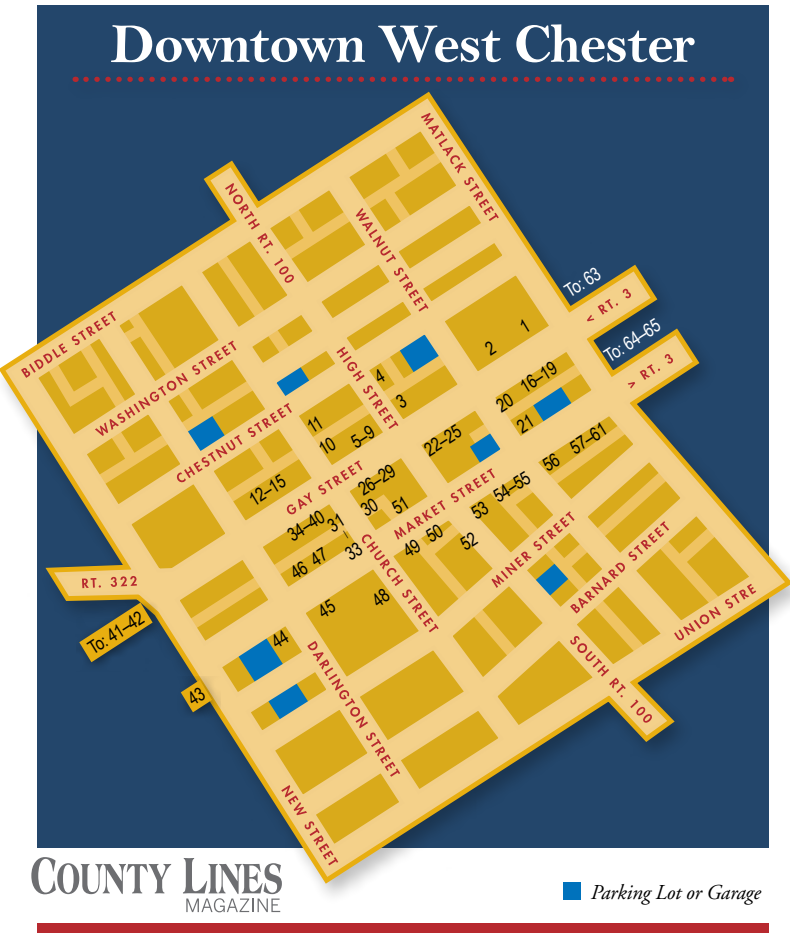 Downtown West Chester
MATLACK STREET
NORTH RT. 100
WALNUT STREET
To: 63
< RT. 3
To: 64–65
> RT. 3
BIDDLE STREET
WASHINGTON STREET
HIGH STREET
CHESTNUT STREET
1
2
4
3
16–19
20
21
11
10
5–9
22–25
57–61
56
12–15
GAY STREET
26–29
30
51
MARKET STREET
54–55
53
52
34–40
31
33
49
50
46
47
CHURCH STREET
MINER STREET
BARNARD STREET
UNION STRE
RT. 322
To: 41–42
45
48
44
43
DARLINGTON STREET
SOUTH RT. 100
NEW STREET
COUNTY LINES
MAGAZINE
Parking Lot or Garage